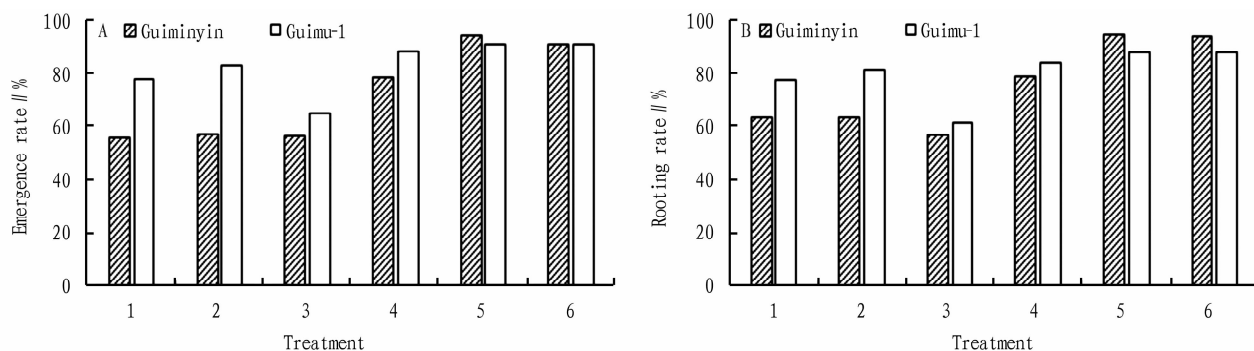 A Guiminyin Guimu-1
Emergence rate∥%
100
80
60
40
20
0
1 2 3 4 5 6
Treatment
B Guiminyin Guimu-1
Rooting rate∥%
100
80
60
40
20
0
1 2 3 4 5 6
Treatment